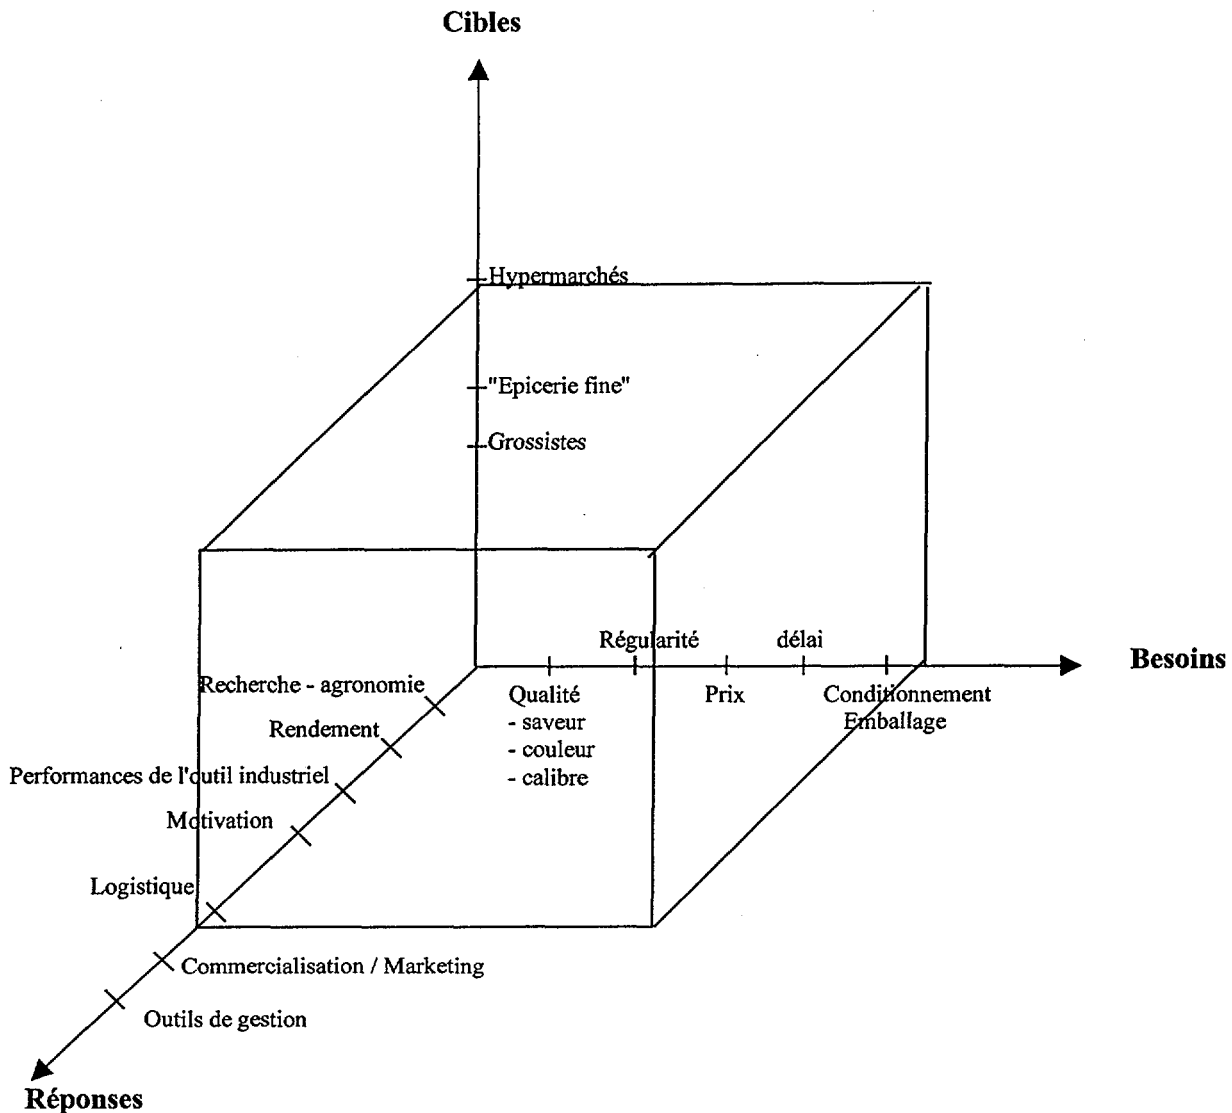 Cibles
Hypermarchés
"Epicerie fine"
Grossistes
Régularité
délai
Besoins
Recherche - agronomie
Qualité
Prix
Conditionnement
- saveur
Emballage
Rendement
- couleur
Performances de l'outil industriel
- calibre
Motivation
Logistique
Commercialisation / Marketing
Outils de gestion
Réponses